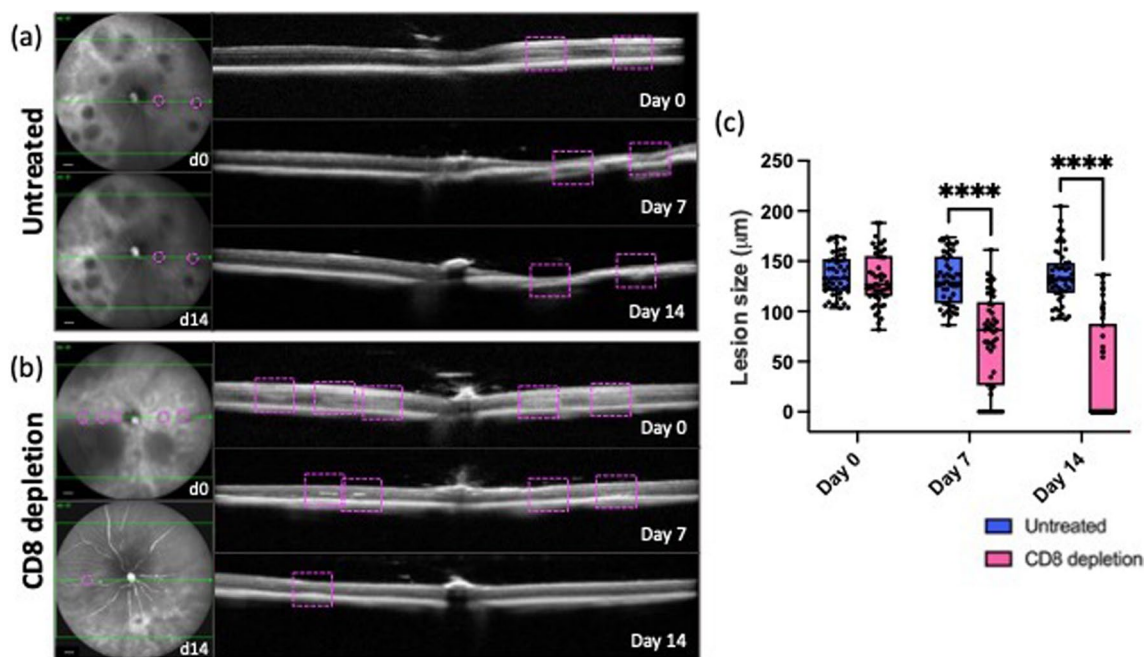 (a)
Untreated
d0
d14
Day 0
Day 7
Day 14
(b)
CD8 depletion
d0
d14
Day 0
Day 7
Day 14
(c)
Lesion size (μm)
250
200
150
100
50
0
****
****
Day 0
Day 7
Day 14
Untreated
CD8 depletion